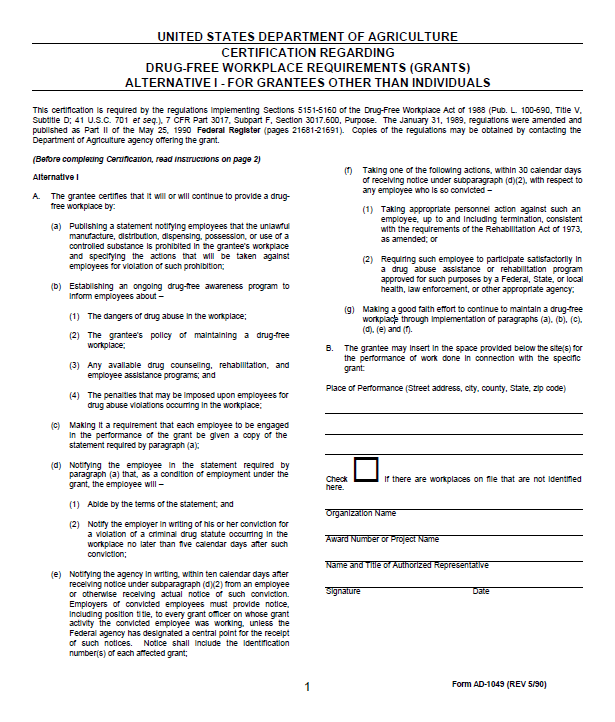 UNITED STATES DEPARTMENT OF AGRICULTURE
CERTIFICATION REGARDING
DRUG-FREE WORKPLACE REQUIREMENTS (GRANTS)
ALTERNATIVE I - FOR GRANTEES OTHER THAN INDIVIDUALS
This certification is required by the regulations implementing Sections 5151-5160 of the Drug-Free Workplace Act of 1988 (Pub. L. 100-690, Title V,
Subtitle D; 41 U.S.C. 701 et seq.), 7 CFR Part 3017, Subpart F, Section 3017.600, Purpose. The January 31, 1989, regulations were amended and
published as Part II of the May 25, 1990 Federal Register (pages 21681-21691). Copies of the regulations may be obtained by contacting the
Department of Agriculture agency offering the grant.
(Before completing Certification, read instructions on page 2)
Alternative I
A. The grantee certifies that it will or will continue to provide a drug-
free workplace by:
(a) Publishing a statement notifying employees that the unlawful
manufacture, distribution, dispensing, possession, or use of a
controlled substance is prohibited in the grantee's workplace
and specifying the actions that will be taken against
employees for violation of such prohibition;
(b) Establishing an ongoing drug-free awareness program to
inform employees about –
(1) The dangers of drug abuse in the workplace;
(2) The grantee's policy of maintaining a drug-free
workplace;
(3) Any available drug counseling, rehabilitation, and
employee assistance programs; and
(4) The penalties that may be imposed upon employees for
drug abuse violations occurring in the workplace;
(c) Making it a requirement that each employee to be engaged
in the performance of the grant be given a copy of the
statement required by paragraph (a);
(d) Notifying the employee in the statement required by
paragraph (a) that, as a condition of employment under the
grant, the employee will –
(1) Abide by the terms of the statement; and
(2) Notify the employer in writing of his or her conviction for
a violation of a criminal drug statute occurring in the
workplace no later than five calendar days after such
conviction;
(e) Notifying the agency in writing, within ten calendar days after
receiving notice under subparagraph (d)(2) from an employee
or otherwise receiving actual notice of such conviction.
Employers of convicted employees must provide notice,
including position title, to every grant officer on whose grant
activity the convicted employee was working, unless the
Federal agency has designated a central point for the receipt
of such notices. Notice shall include the identification
number(s) of each affected grant;
(f) Taking one of the following actions, within 30 calendar days
of receiving notice under subparagraph (d)(2), with respect to
any employee who is so convicted –
(1) Taking appropriate personnel action against such an
employee, up to and including termination, consistent
with the requirements of the Rehabilitation Act of 1973,
as amended; or
(2) Requiring such employee to participate satisfactorily in
a drug abuse assistance or rehabilitation program
approved for such purposes by a Federal, State, or local
health, law enforcement, or other appropriate agency;
(g) Making a good faith effort to continue to maintain a drug-free
workplace through implementation of paragraphs (a), (b), (c),
(d), (e) and (f).
B. The grantee may insert in the space provided below the site(s) for
the performance of work done in connection with the specific
grant:
Place of Performance (Street address, city, county, State, zip code)
Check if there are workplaces on file that are not identified
here.
Organization Name
Award Number or Project Name
Name and Title of Authorized Representative
Signature Date
1 Form AD-1049 (REV 5/90)